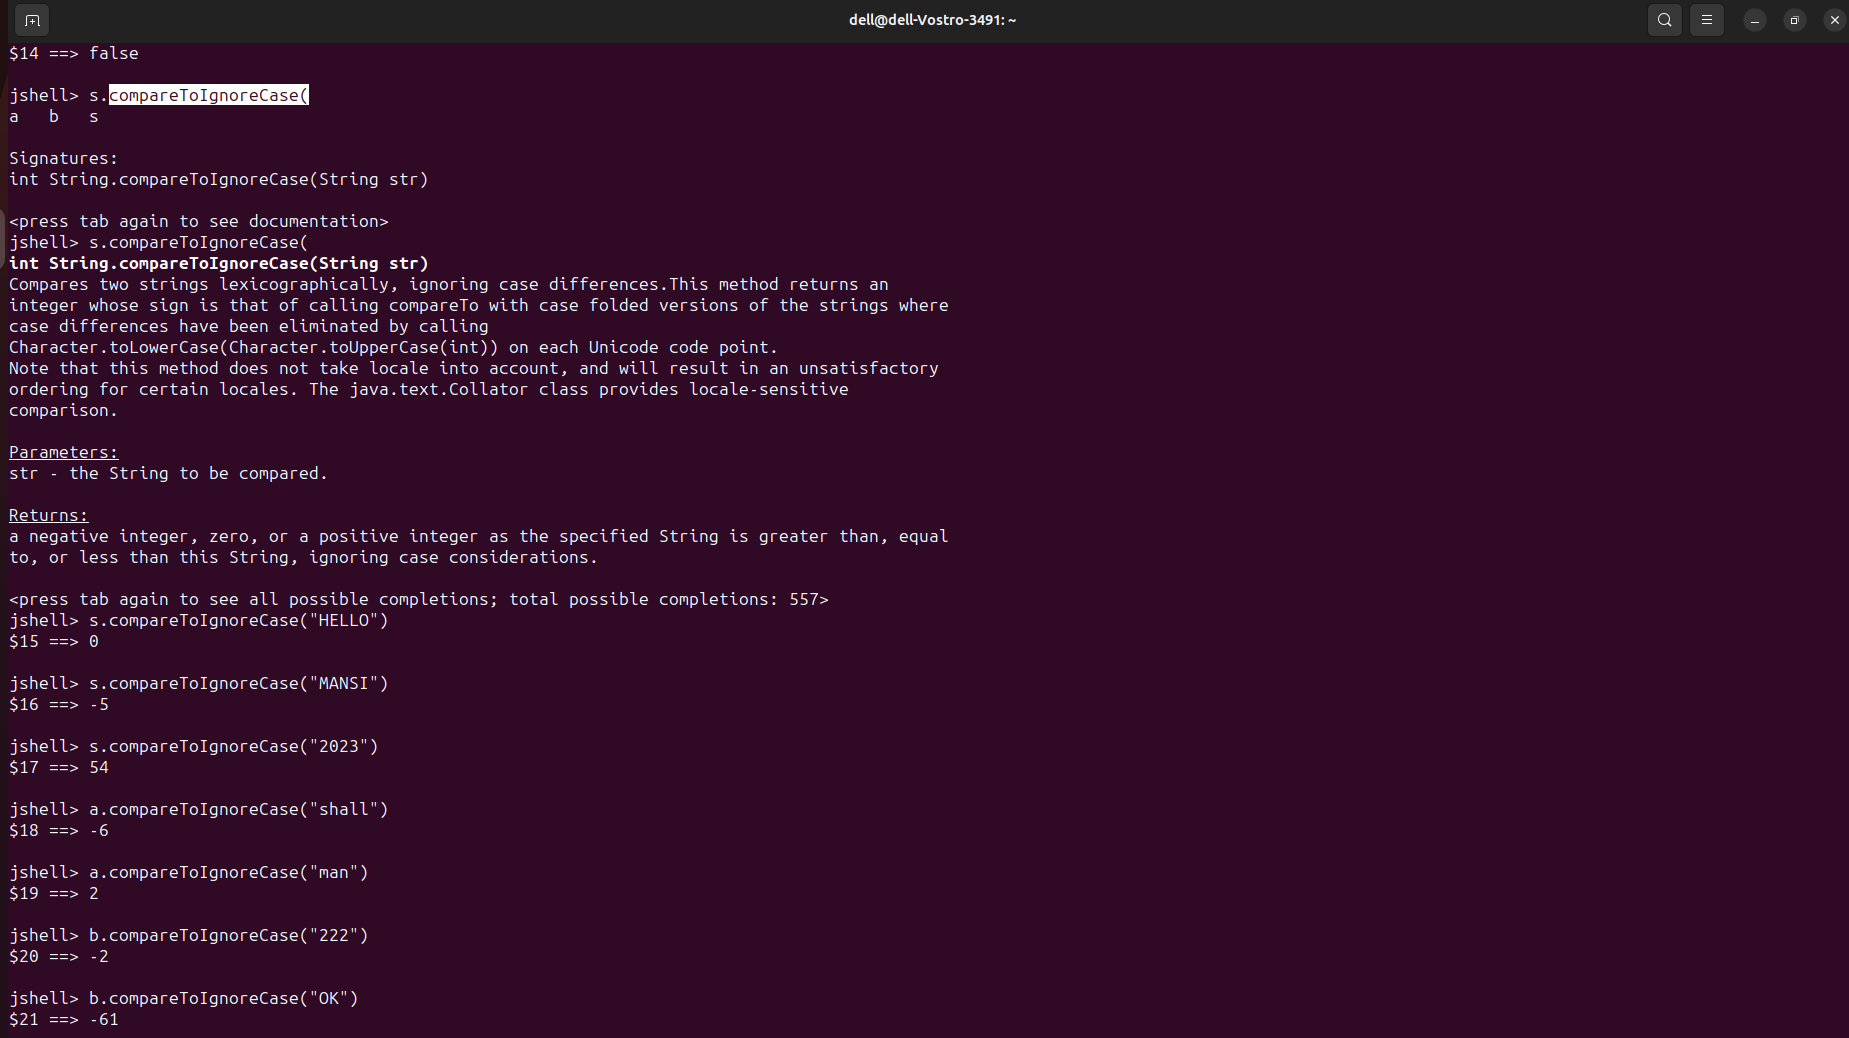 dell@dell-Vostro-3491: ~
$14 ==> false
jshell> s.compareToIgnoreCase(
a   b   s
Signatures:
int String.compareToIgnoreCase(String str)
<press tab again to see documentation>
jshell> s.compareToIgnoreCase(
int String.compareToIgnoreCase(String str)
Compares two strings lexicographically, ignoring case differences.This method returns an
integer whose sign is that of calling compareTo with case folded versions of the strings where
case differences have been eliminated by calling
Character.toLowerCase(Character.toUpperCase(int)) on each Unicode code point.
Note that this method does not take locale into account, and will result in an unsatisfactory
ordering for certain locales. The java.text.Collator class provides locale-sensitive
comparison.
Parameters:
str - the String to be compared.
Returns:
a negative integer, zero, or a positive integer as the specified String is greater than, equal
to, or less than this String, ignoring case considerations.
<press tab again to see all possible completions; total possible completions: 557>
jshell> s.compareToIgnoreCase("HELLO")
$15 ==> 0
jshell> s.compareToIgnoreCase("MANSI")
$16 ==> -5
jshell> s.compareToIgnoreCase("2023")
$17 ==> 54
jshell> a.compareToIgnoreCase("shall")
$18 ==> -6
jshell> a.compareToIgnoreCase("man")
$19 ==> 2
jshell> b.compareToIgnoreCase("222")
$20 ==> -2
jshell> b.compareToIgnoreCase("OK")
$21 ==> -61